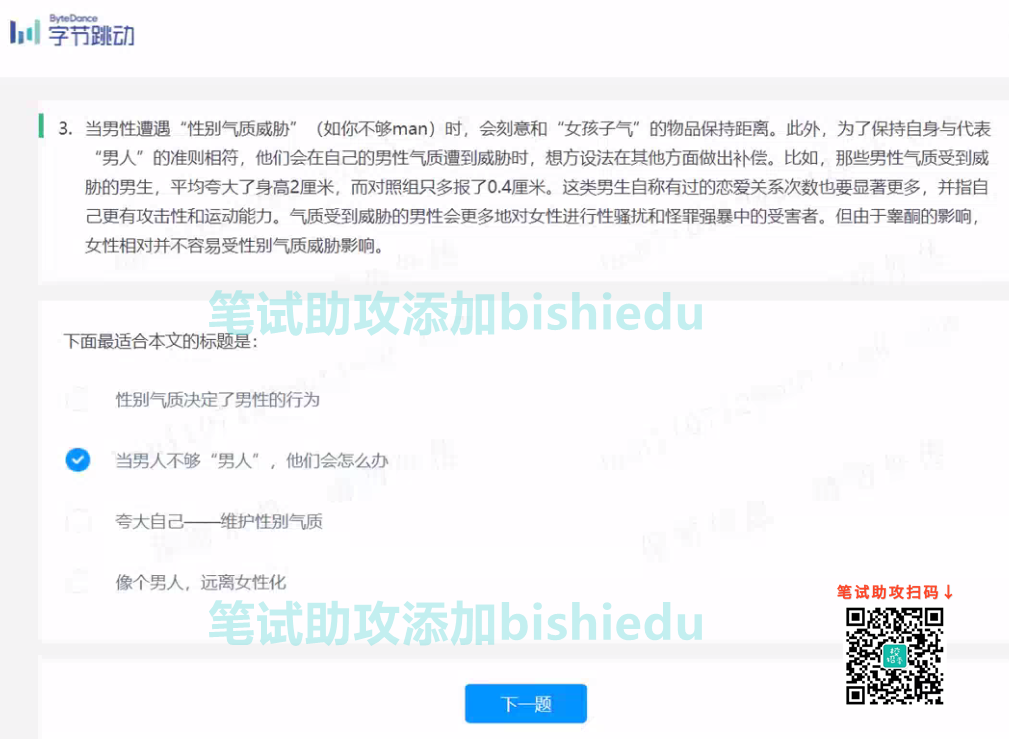 ByteDance
字节跳动
3. 当男性遭遇“性别气质威胁”（如你不够man）时，会刻意和“女孩子气”的物品保持距离。此外，为了保持自身与代表
“男人”的准则相符，他们会在自己的男性气质遭到威胁时，想方设法在其他方面做出补偿。比如，那些男性气质受到威
胁的男生，平均夸大了身高2厘米，而对照组只多报了0.4厘米。这类男生自称有过的恋爱关系次数也要显著更多，并指自
己更有攻击性和运动能力。气质受到威胁的男性会更多地对女性进行性骚扰和怪罪强暴中的受害者。但由于睾酮的影响，
女性相对并不容易受性别气质威胁影响。
笔试助攻添加bishiedu
下面最适合本文的标题是：
性别气质决定了男性的行为
当男人不够“男人”，他们会怎么办
夸大自己——维护性别气质
像个男人，远离女性化
笔试助攻扫码↓
笔试助攻添加bishiedu
下一题